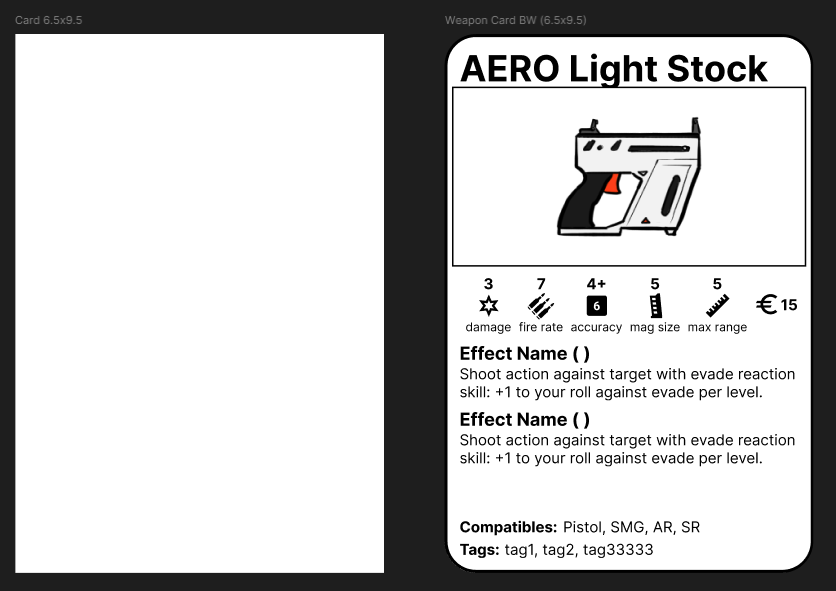 Card 6.5x9.5
Weapon Card BW (6.5x9.5)
AERO Light Stock
3 7 4+ 5 5
6
€ 15
damage fire rate accuracy mag size max range
Effect Name ( )
Shoot action against target with evade reaction
skill: +1 to your roll against evade per level.
Effect Name ( )
Shoot action against target with evade reaction
skill: +1 to your roll against evade per level.
Compatibles: Pistol, SMG, AR, SR
Tags: tag1, tag2, tag33333